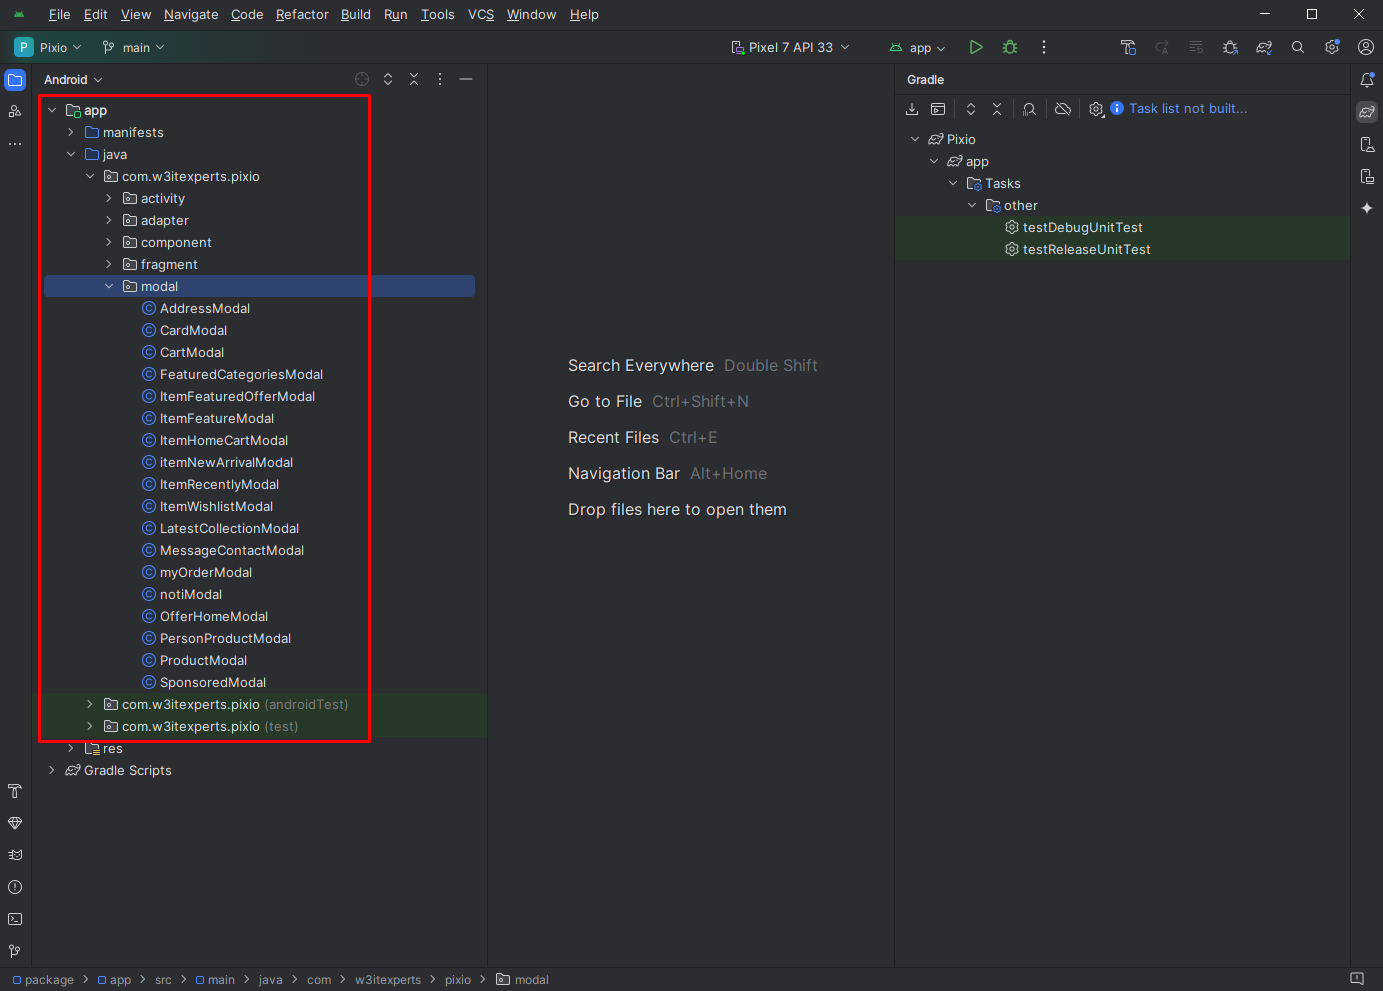 File Edit View Navigate Code Refactor Build Run Tools VCS Window Help
P Pixio main Pixel 7 API 33 app
Android
app
manifests
java
com.w3itexperts.pixio
activity
adapter
component
fragment
modal
AddressModal
CardModal
CartModal
FeaturedCategoriesModal
ItemFeaturedOfferModal
ItemFeatureModal
ItemHomeCartModal
itemNewArrivalModal
ItemRecentlyModal
ItemWishlistModal
LatestCollectionModal
MessageContactModal
myOrderModal
notiModal
OfferHomeModal
PersonProductModal
ProductModal
SponsoredModal
com.w3itexperts.pixio (androidTest)
com.w3itexperts.pixio (test)
res
Gradle Scripts
Search Everywhere Double Shift
Go to File Ctrl+Shift+N
Recent Files Ctrl+E
Navigation Bar Alt+Home
Drop files here to open them
Gradle
Task list not built...
Pixio
app
Tasks
other
testDebugUnitTest
testReleaseUnitTest
package app src main java com w3itexperts pixio modal